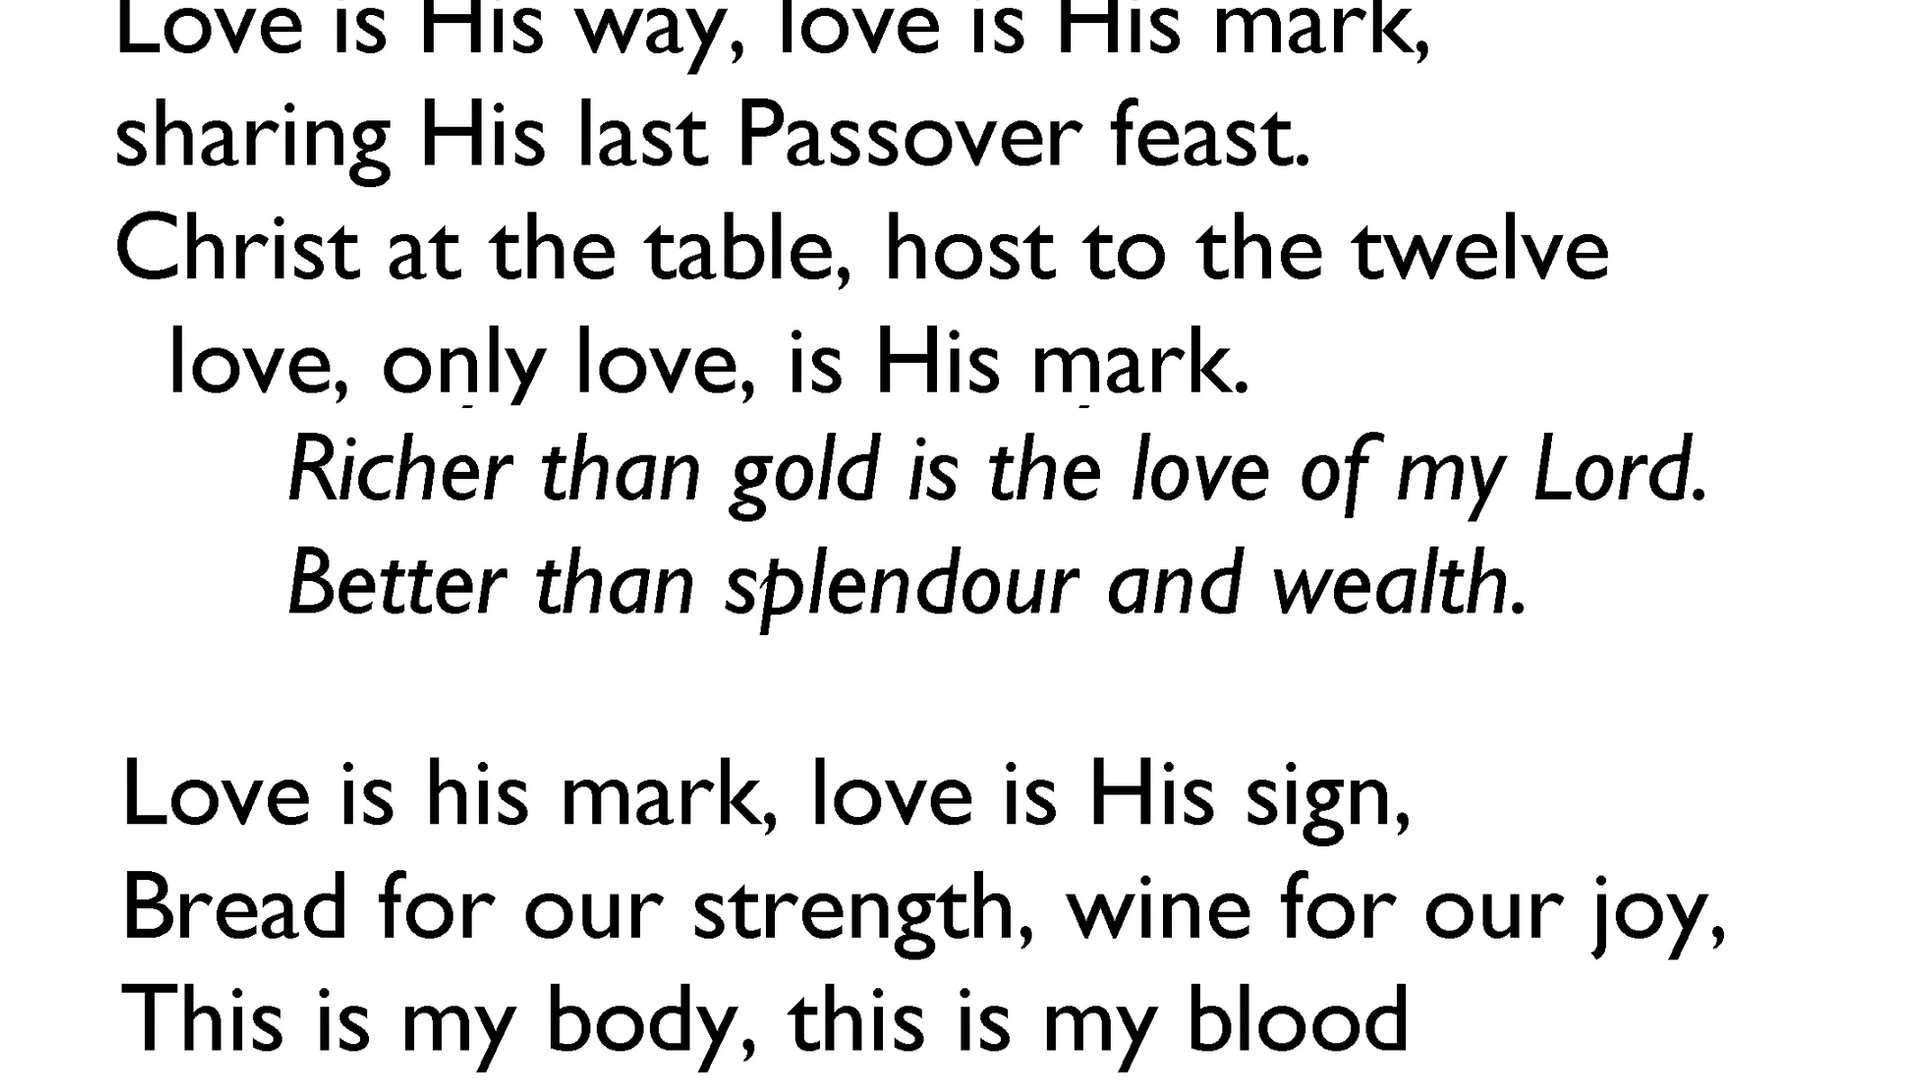 Love is His way, love is His mark,
sharing His last Passover feast.
Christ at the table, host to the twelve
love, only love, is His mark.
Richer than gold is the love of my Lord.
Better than splendour and wealth.
Love is his mark, love is His sign,
Bread for our strength, wine for our joy,
This is my body, this is my blood